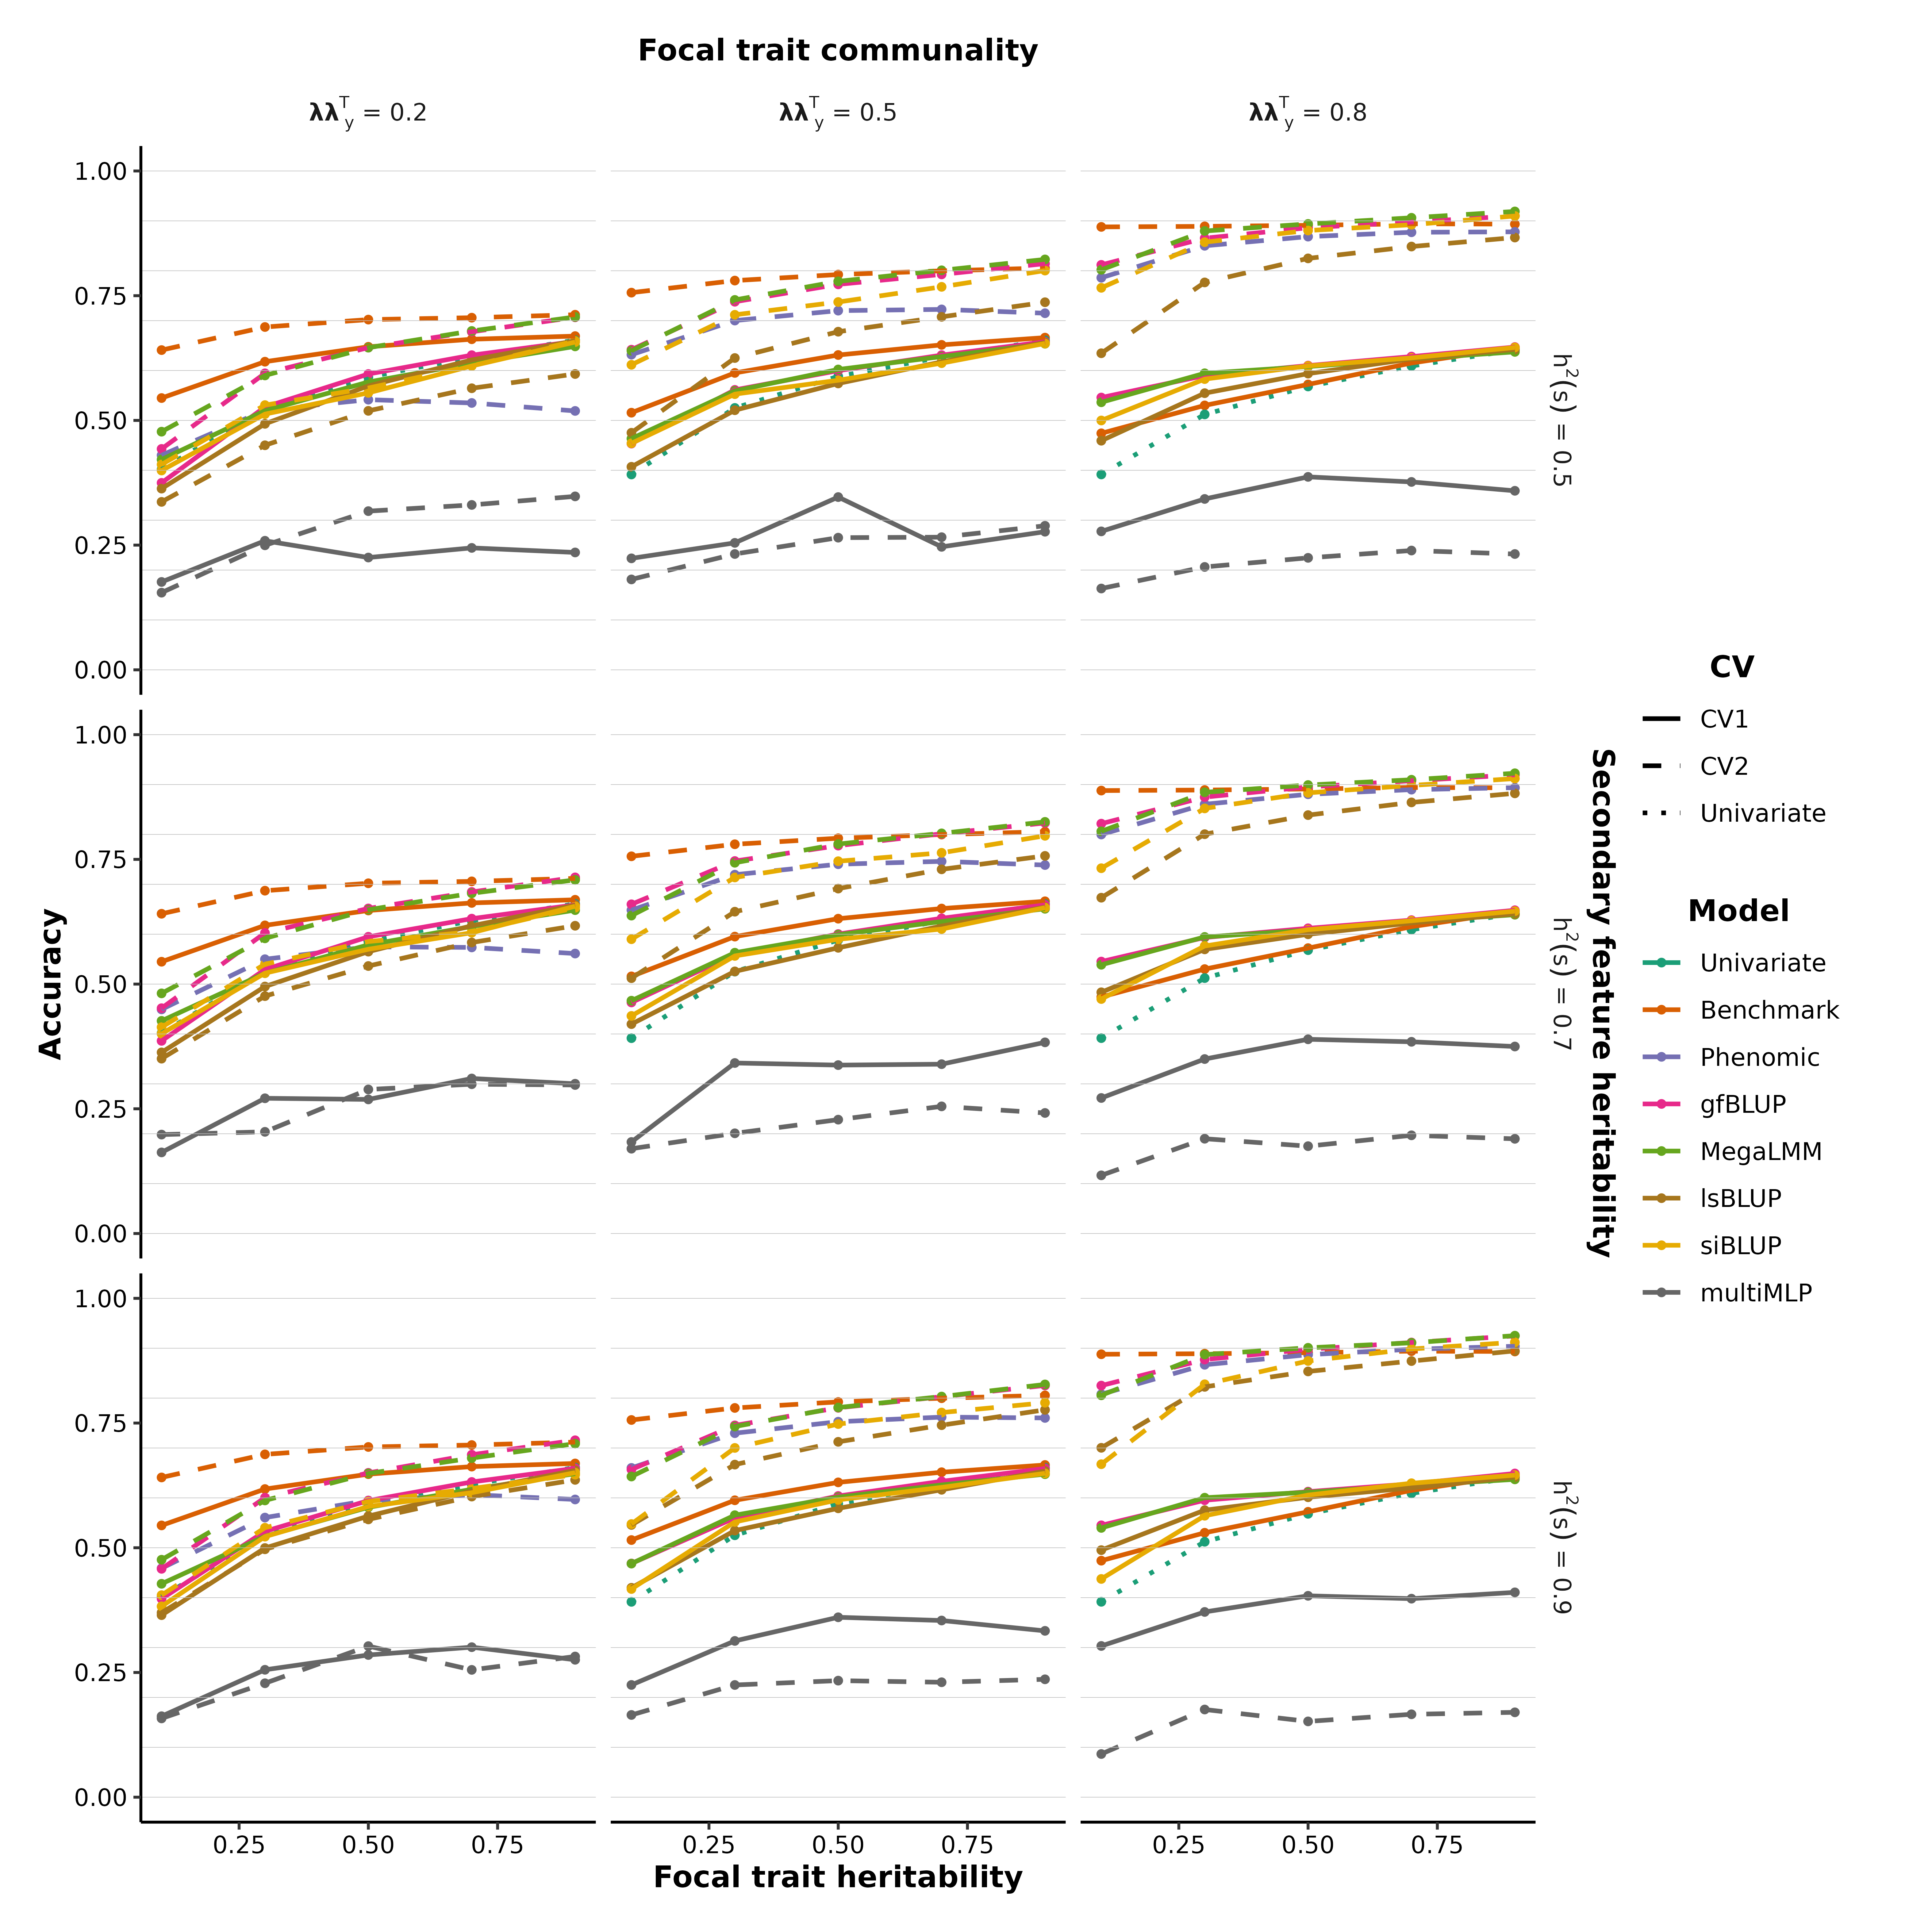 Focal trait communality
λλᵀy = 0.2
λλᵀy = 0.5
λλᵀy = 0.8
1.00
0.75
0.50
0.25
0.00
h²(s) = 0.5
1.00
0.75
0.50
0.25
0.00
h²(s) = 0.7
1.00
0.75
0.50
0.25
0.00
h²(s) = 0.9
Accuracy
Secondary feature heritability
0.25 0.50 0.75
0.25 0.50 0.75
0.25 0.50 0.75
Focal trait heritability
CV
CV1
CV2
Univariate
Model
Univariate
Benchmark
Phenomic
gfBLUP
MegaLMM
lsBLUP
siBLUP
multiMLP